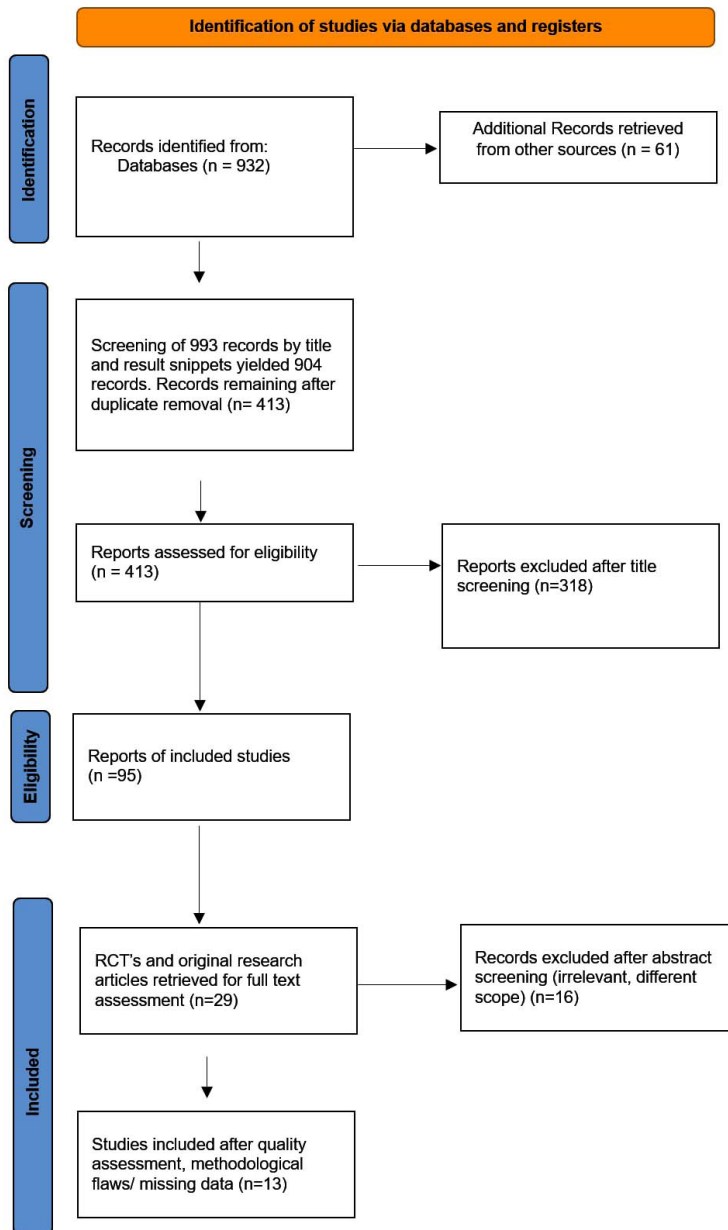 Identification of studies via databases and registers
Identification
Records identified from:
Databases (n = 932)
Additional Records retrieved
from other sources (n = 61)
Screening
Screening of 993 records by title
and result snippets yielded 904
records. Records remaining after
duplicate removal (n= 413)
Reports assessed for eligibility
(n = 413)
Reports excluded after title
screening (n=318)
Eligibility
Reports of included studies
(n =95)
Included
RCT's and original research
articles retrieved for full text
assessment (n=29)
Records excluded after abstract
screening (irrelevant, different
scope) (n=16)
Studies included after quality
assessment, methodological
flaws/ missing data (n=13)